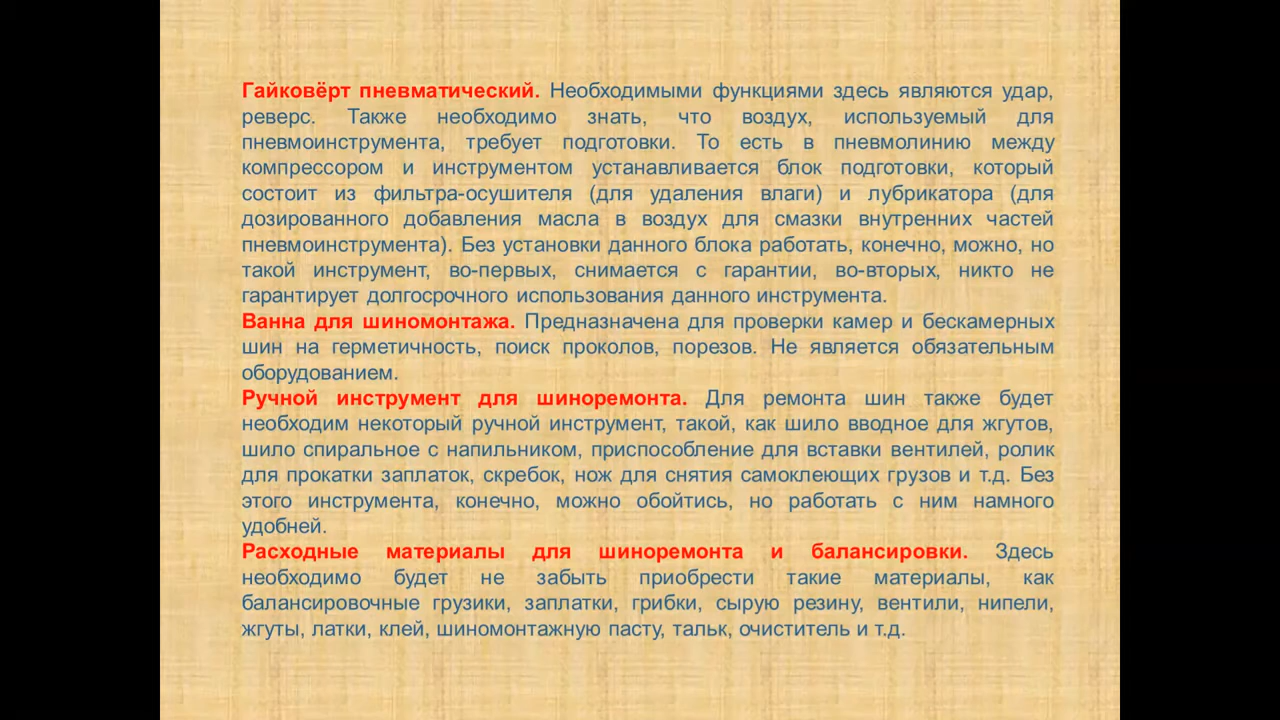 Гайковёрт пневматический. Необходимыми функциями здесь являются удар,
реверс. Также необходимо знать, что воздух, используемый для
пневмоинструмента, требует подготовки. То есть в пневмолинию между
компрессором и инструментом устанавливается блок подготовки, который
состоит из фильтра-осушителя (для удаления влаги) и лубрикатора (для
дозированного добавления масла в воздух для смазки внутренних частей
пневмоинструмента). Без установки данного блока работать, конечно, можно, но
такой инструмент, во-первых, снимается с гарантии, во-вторых, никто не
гарантирует долгосрочного использования данного инструмента.
Ванна для шиномонтажа. Предназначена для проверки камер и бескамерных
шин на герметичность, поиск проколов, порезов. Не является обязательным
оборудованием.
Ручной инструмент для шиноремонта. Для ремонта шин также будет
необходим некоторый ручной инструмент, такой, как шило вводное для жгутов,
шило спиральное с напильником, приспособление для вставки вентилей, ролик
для прокатки заплаток, скребок, нож для снятия самоклеющих грузов и т.д. Без
этого инструмента, конечно, можно обойтись, но работать с ним намного
удобней.
Расходные материалы для шиноремонта и балансировки. Здесь
необходимо будет не забыть приобрести такие материалы, как
балансировочные грузики, заплатки, грибки, сырую резину, вентили, нипели,
жгуты, латки, клей, шиномонтажную пасту, тальк, очиститель и т.д.